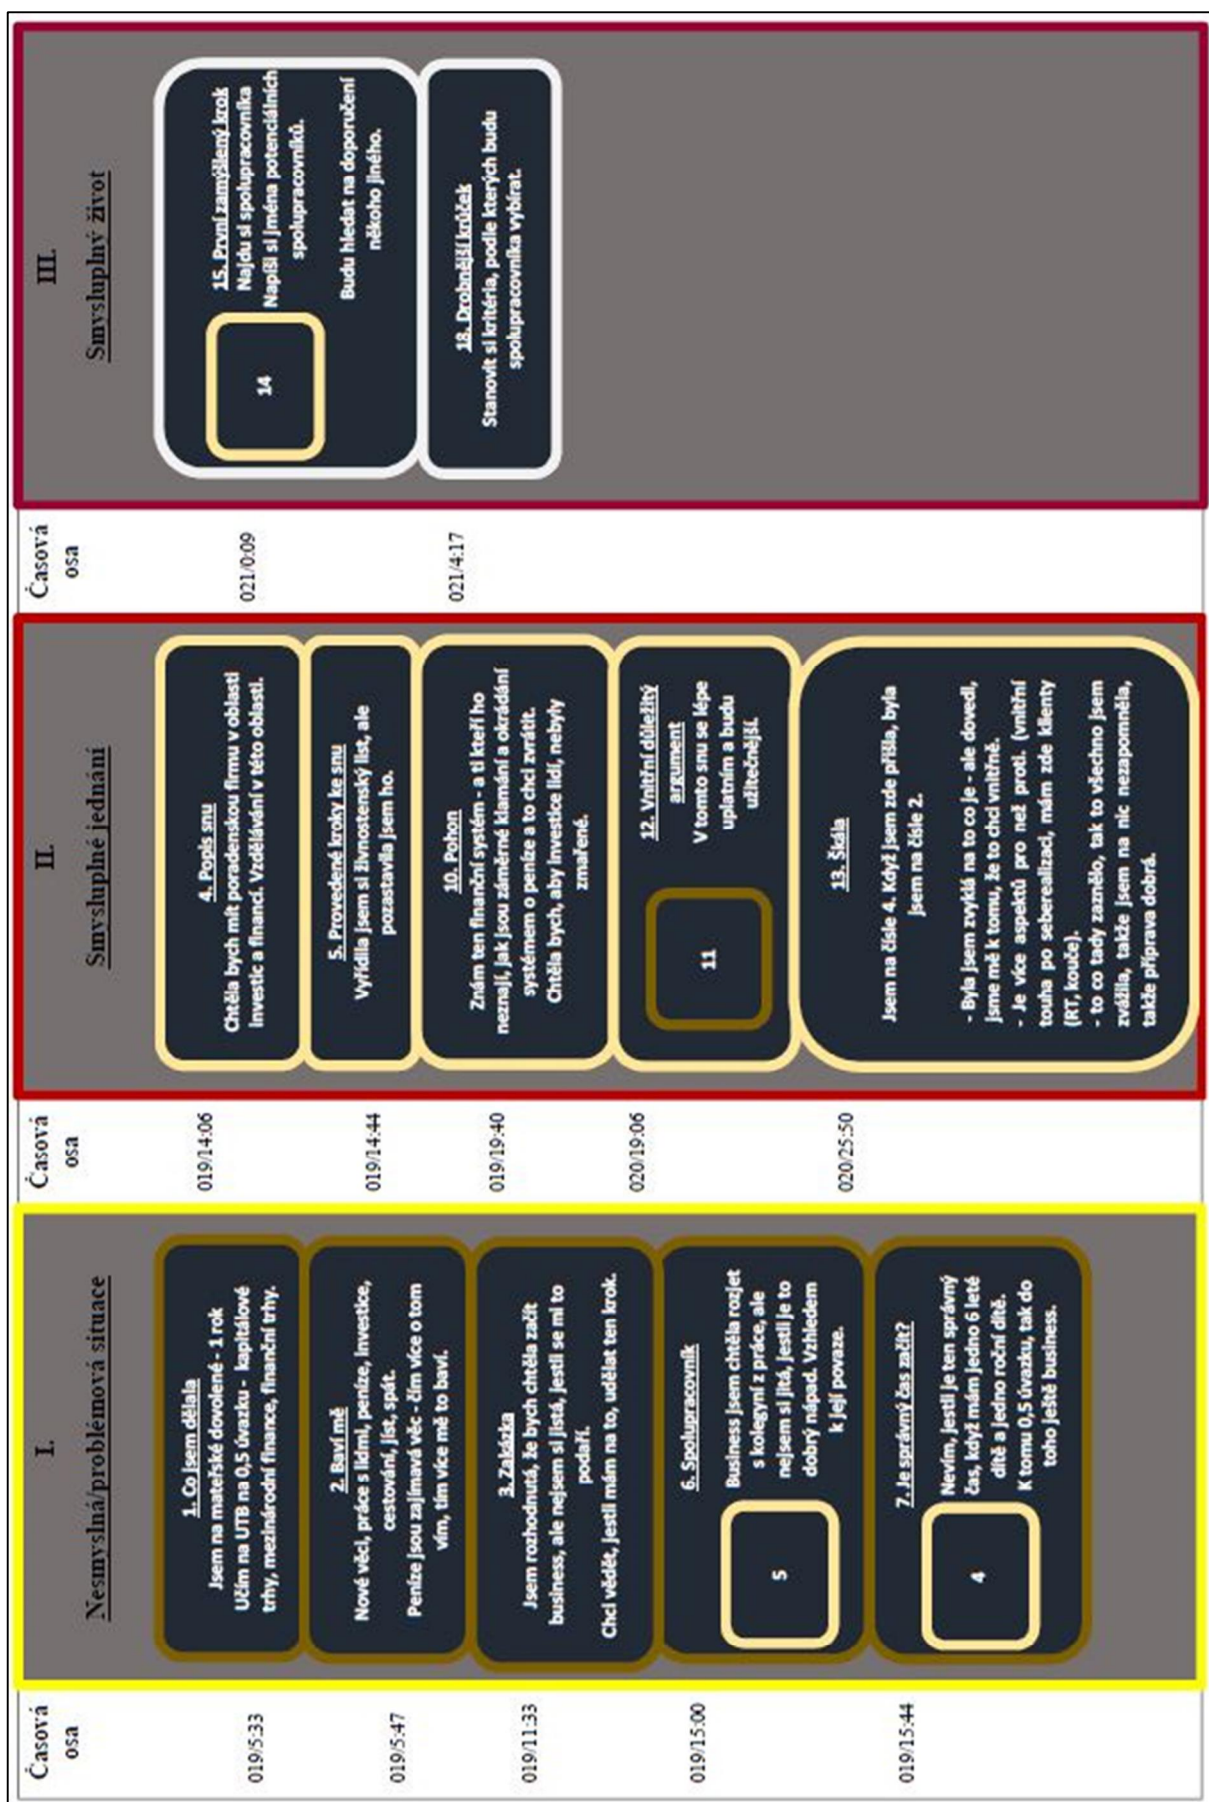 Časová
osa
I.
Nesmyslná/problémová situace
019/5:33
1. Co jsem dělala
Jsem na mateřské dovolené - 1 rok
Učím na UTB na 0,5 úvazku - kapitálové
trhy, mezinárodní finance, finanční trhy.
019/5:47
2. Baví mě
Nové věci, práce s lidmi, peníze, investice,
cestování, jíst, spát.
Peníze jsou zajímavá věc - čím více o tom
vím, tím více mě to baví.
019/11:33
3. Zakázka
Jsem rozhodnutá, že bych chtěla začít
business, ale nejsem si jistá, jestli se mi to
podaří.
Chci vědět, jestli mám na to, udělat ten krok.
019/15:00
5
6. Spolupracovník
Business jsem chtěla rozjet
s kolegyní z práce, ale
nejsem si jitá, jestli je to
dobrý nápad. Vzhledem
k její povaze.
019/15:44
4
7. Je správný čas začít?
Nevím, jestli je ten správný
čas, když mám jedno 6 leté
dítě a jedno roční dítě.
K tomu 0,5 úvazku, tak do
toho ještě business.
Časová
osa
II.
Smysluplné jednání
019/14:06
4. Popis snu
Chtěla bych mít poradenskou firmu v oblasti
investic a financí. Vzdělávání v této oblasti.
019/14:44
5. Provedené kroky ke snu
Vyřídila jsem si živnostenský list, ale
pozastavila jsem ho.
019/19:40
10. Pohon
Znám ten finanční systém - a ti kteří ho
neznají, jak jsou záměrné klamání a okrádání
systémem o peníze a to chci zvrátit.
Chtěla bych, aby investice lidí, nebyly
zmařené.
020/19:06
11
12. Vnitřní důležitý
argument
V tomto snu se lépe
uplatním a budu
užitečnější.
020/25:50
13. Škála
Jsem na čísle 4. Když jsem zde přišla, byla
jsem na čísle 2.
- Byla jsem zvyklá na to co je - ale dovedl,
jsme mě k tomu, že to chci vnitřně.
- Je více aspektů pro než proti. (vnitřní
touha po seberealizaci, mám zde klienty
(RT, kouče).
- to co tady zaznělo, tak to všechno jsem
zvážila, takže jsem na nic nezapomněla,
takže příprava dobrá.
Časová
osa
III.
Smysluplný život
021/0:09
14
15. První zamýšlený krok
Najdu si spolupracovníka
Napíši si jména potenciálních
spolupracovníků.
Budu hledat na doporučení
někoho jiného.
021/4:17
18. Drobnější krůček
Stanovit si kritéria, podle kterých budu
spolupracovníka vybírat.